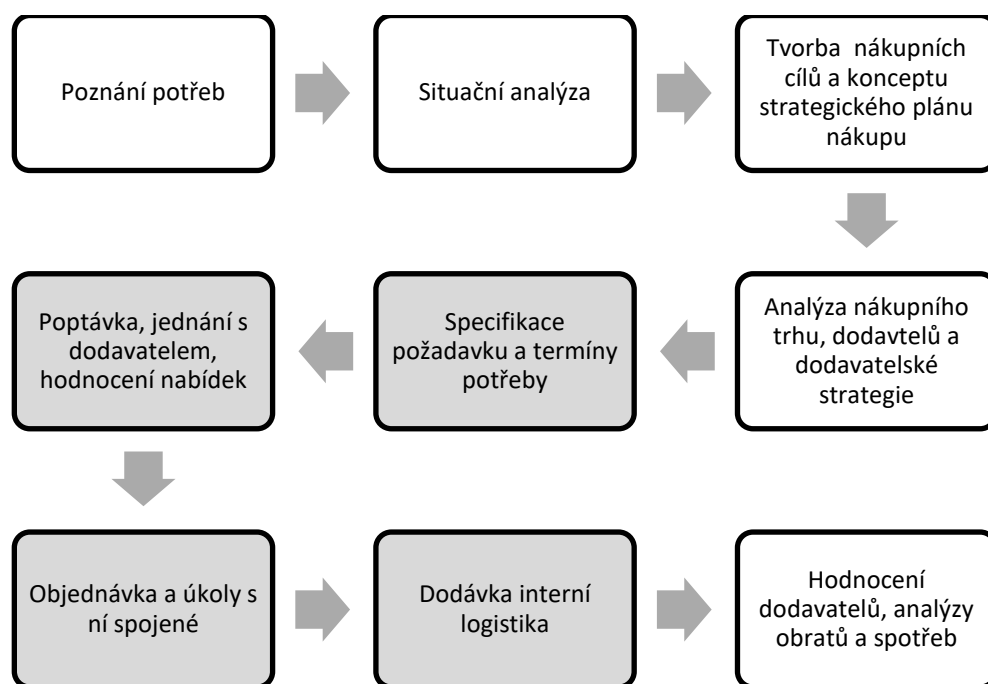 Poznání potřeb
Situační analýza
Tvorba nákupních
cílů a konceptu
strategického plánu
nákupu
Analýza nákupního
trhu, dodavtelů a
dodavatelské
strategie
Specifikace
požadavku a termíny
potřeby
Poptávka, jednání s
dodavatelem,
hodnocení nabídek
Objednávka a úkoly s
ní spojené
Dodávka interní
logistika
Hodnocení
dodavatelů, analýzy
obratů a spotřeb